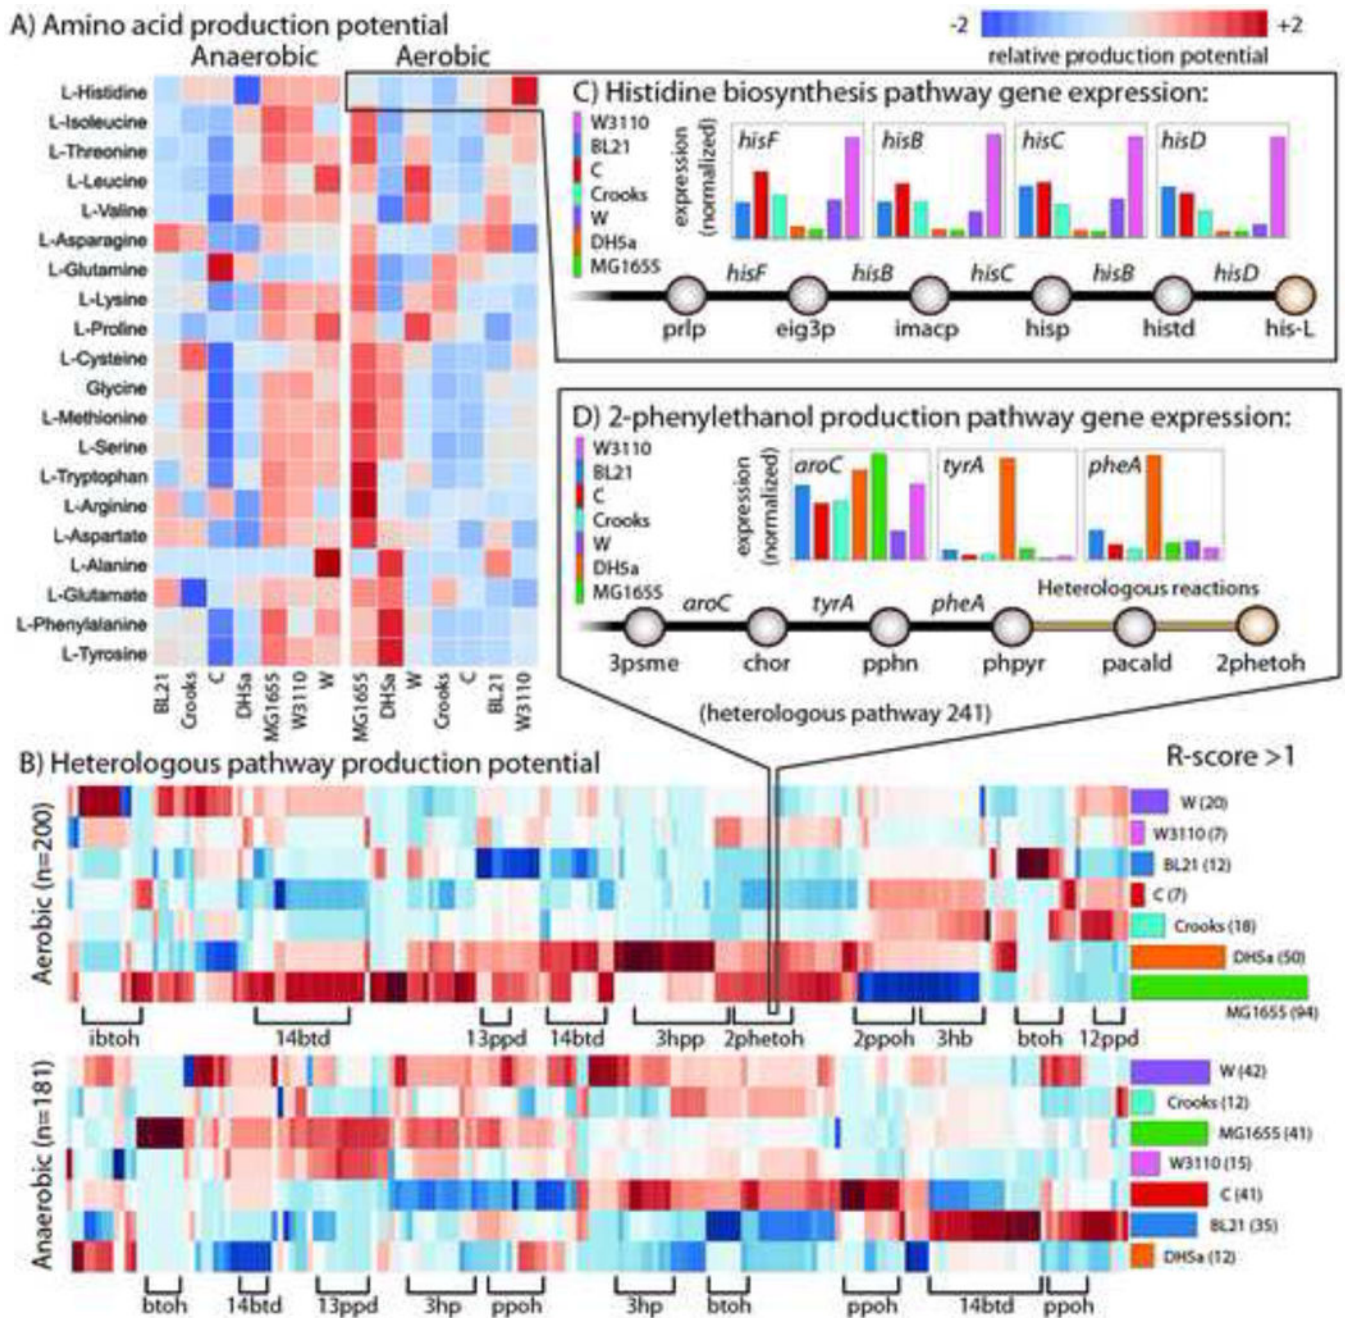 A) Amino acid production potential
-2 +2
relative production potential
Anaerobic Aerobic
L-Histidine
L-Isoleucine
L-Threonine
L-Leucine
L-Valine
L-Asparagine
L-Glutamine
L-Lysine
L-Proline
L-Cysteine
Glycine
L-Methionine
L-Serine
L-Tryptophan
L-Arginine
L-Aspartate
L-Alanine
L-Glutamate
L-Phenylalanine
L-Tyrosine
BL21 Crooks C DH5a MG1655 W3110 W MG1655 DH5a W Crooks C BL21 W3110
C) Histidine biosynthesis pathway gene expression:
W3110
BL21
C
Crooks
W
DH5a
MG1655
expression
(normalized)
hisF hisB hisC hisD
hisF hisB hisC hisB hisD
prlp eig3p imacp hisp histd his-L
D) 2-phenylethanol production pathway gene expression:
W3110
BL21
C
Crooks
W
DH5a
MG1655
expression
(normalized)
aroC tyrA pheA
Heterologous reactions
aroC tyrA pheA
3psme chor pphn phpyr pacald 2phetoh
(heterologous pathway 241)
B) Heterologous pathway production potential
R-score >1
Aerobic (n=200)
W (20)
W3110 (7)
BL21 (12)
C (7)
Crooks (18)
DH5a (50)
MG1655 (94)
ibtoh 14btd 13ppd 14btd 3hpp 2phetoh 2ppoh 3hb btoh 12ppd
Anaerobic (n=181)
W (42)
Crooks (12)
MG1655 (41)
W3110 (15)
C (41)
BL21 (35)
DH5a (12)
btoh 14btd 13ppd 3hp ppoh 3hp btoh ppoh 14btd ppoh